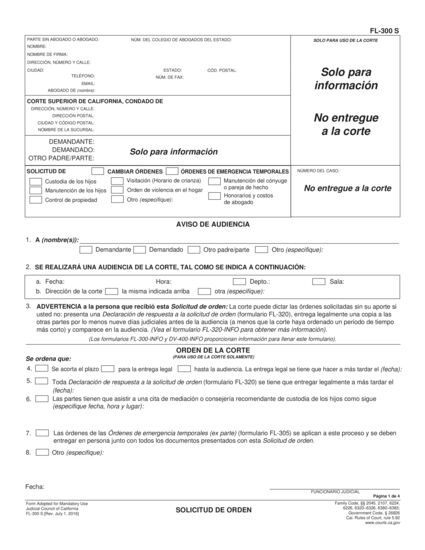 FL-300 S
PARTE SIN ABOGADO O ABOGADO: NÚM. DEL COLEGIO DE ABOGADOS DEL ESTADO:
NOMBRE:
NOMBRE DE FIRMA:
DIRECCIÓN, NÚMERO Y CALLE:
CIUDAD: ESTADO: COD. POSTAL:
TELÉFONO: NÚM. DE FAX:
EMAIL:
ABOGADO DE (nombre):
SOLO PARA USO DE LA CORTE
Solo para
información
No entregue
a la corte
CORTE SUPERIOR DE CALIFORNIA, CONDADO DE
DIRECCIÓN, NÚMERO Y CALLE:
DIRECCIÓN POSTAL:
CIUDAD Y CÓDIGO POSTAL:
NOMBRE DE LA SUCURSAL:
DEMANDANTE:
DEMANDADO: Solo para información
OTRO PADRE/PARTE:
SOLICITUD DE CAMBIAR ÓRDENES ÓRDENES DE EMERGENCIA TEMPORALES
Custodia de los hijos Visitación (Horario de crianza) Manutención del cónyuge
o pareja de hecho
Manutención de los hijos Orden de violencia en el hogar Honorarios y costos
de abogado
Control de propiedad Otro (especifique):
NÚMERO DEL CASO:
No entregue a la corte
AVISO DE AUDIENCIA
1. A (nombre(s)):
Demandante Demandado Otro padre/parte Otro (especifique):
2. SE REALIZARÁ UNA AUDIENCIA DE LA CORTE, TAL COMO SE INDICA A CONTINUACIÓN:
a. Fecha: Hora: Depto.: Sala:
b. Dirección de la corte la misma indicada arriba otra (especifique):
3. ADVERTENCIA a la persona que recibió esta Solicitud de orden: La corte puede dictar las órdenes solicitadas sin su aporte si
usted no: presenta una Declaración de respuesta a la solicitud de orden (formulario FL-320), entrega legalmente una copia a las
otras partes por lo menos nueve días judiciales antes de la audiencia (a menos que la corte haya ordenado un periodo de tiempo
más corto) y comparece en la audiencia. (Vea el formulario FL-320-INFO para obtener más información).
(Los formularios FL-300-INFO y DV-400-INFO proporcionan información para llenar este formulario).
ORDEN DE LA CORTE
(PARA USO DE LA CORTE SOLAMENTE)
Se ordena que:
4. Se acorta el plazo para la entrega legal hasta la audiencia. La entrega legal se tiene que hacer a más tardar el (fecha):
5. Toda Declaración de respuesta a la solicitud de orden (formulario FL-320) se tiene que entregar legalmente a más tardar el
(fecha):
6. Las partes tienen que asistir a una cita de mediación o consejería recomendante de custodia de los hijos como sigue
(especifique fecha, hora y lugar):
7. Las órdenes de las Órdenes de emergencia temporales (ex parte) (formulario FL-305) se aplican a este proceso y se deben
entregar en persona junto con todos los documentos presentados con esta Solicitud de orden.
8. Otro (especifique):
Fecha:
FUNCIONARIO JUDICIAL
Página 1 de 4
Form Adopted for Mandatory Use
Judicial Council of California
FL-300 S [Rev. July 1, 2016]
SOLICITUD DE ORDEN
Family Code, §§ 2045, 2107, 6224,
6226, 6320–6326, 6380–6383,
Government Code, § 26826
Cal. Rules of Court, rule 5.92
www.courts.ca.gov